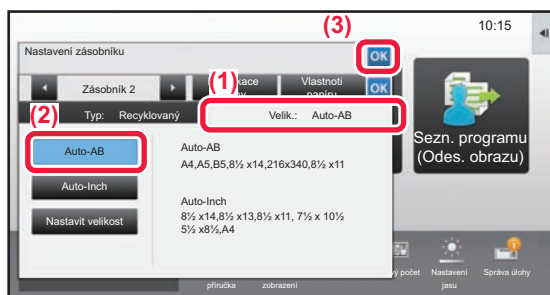 10:15
(3)
Nastavení zásobníku
OK
Zásobník 2
(1)
Vlastnoti
papíru
OK
(2)
Typ: Recyklovaný
Velik.: Auto-AB
Auto-AB
Auto-Inch
Nastavit velikost
Auto-AB
A4,A5,B5,8½ x14,216x340,8½ x11
Auto-Inch
8½ x14,8½ x13,8½ x11, 7½ x 10½
5½ x8½,A4
Sezn. programu
(Odes. obrazu)
příručka
zobrazení
počet
Nastavení
jasu
Správa úlohy